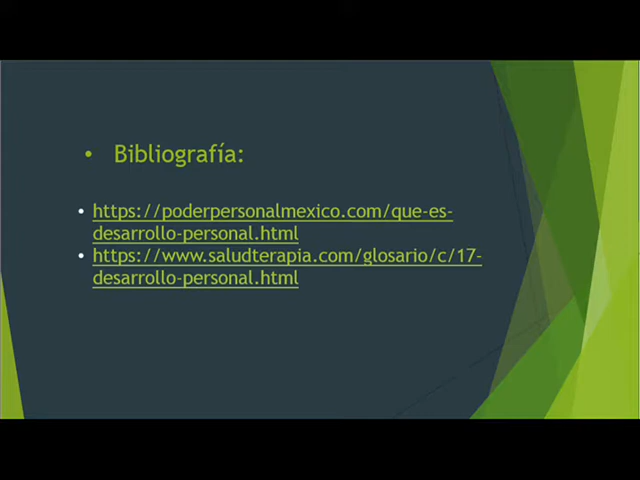 • Bibliografía:
• https://poderpersonalmexico.com/que-es-
desarrollo-personal.html
• https://www.saludterapia.com/glosario/c/17-
desarrollo-personal.html